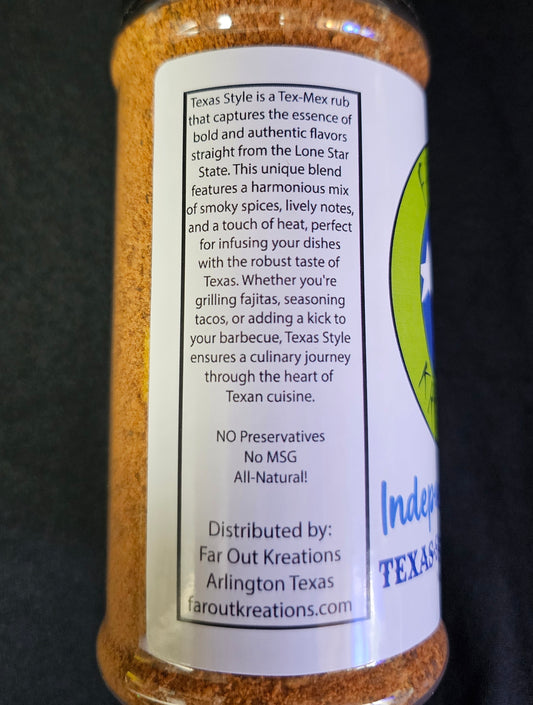 Texas Style is a Tex-Mex rub
that captures the essence of
bold and authentic flavors
straight from the Lone Star
State. This unique blend
features a harmonious mix
of smoky spices, lively notes,
and a touch of heat, perfect
for infusing your dishes
with the robust taste of
Texas. Whether you're
grilling fajitas, seasoning
tacos, or adding a kick to
your barbecue, Texas Style
ensures a culinary journey
through the heart of
Texan cuisine.
NO Preservatives
No MSG
All-Natural!
Distributed by:
Far Out Kreations
Arlington Texas
faroutkreations.com
TEXAS